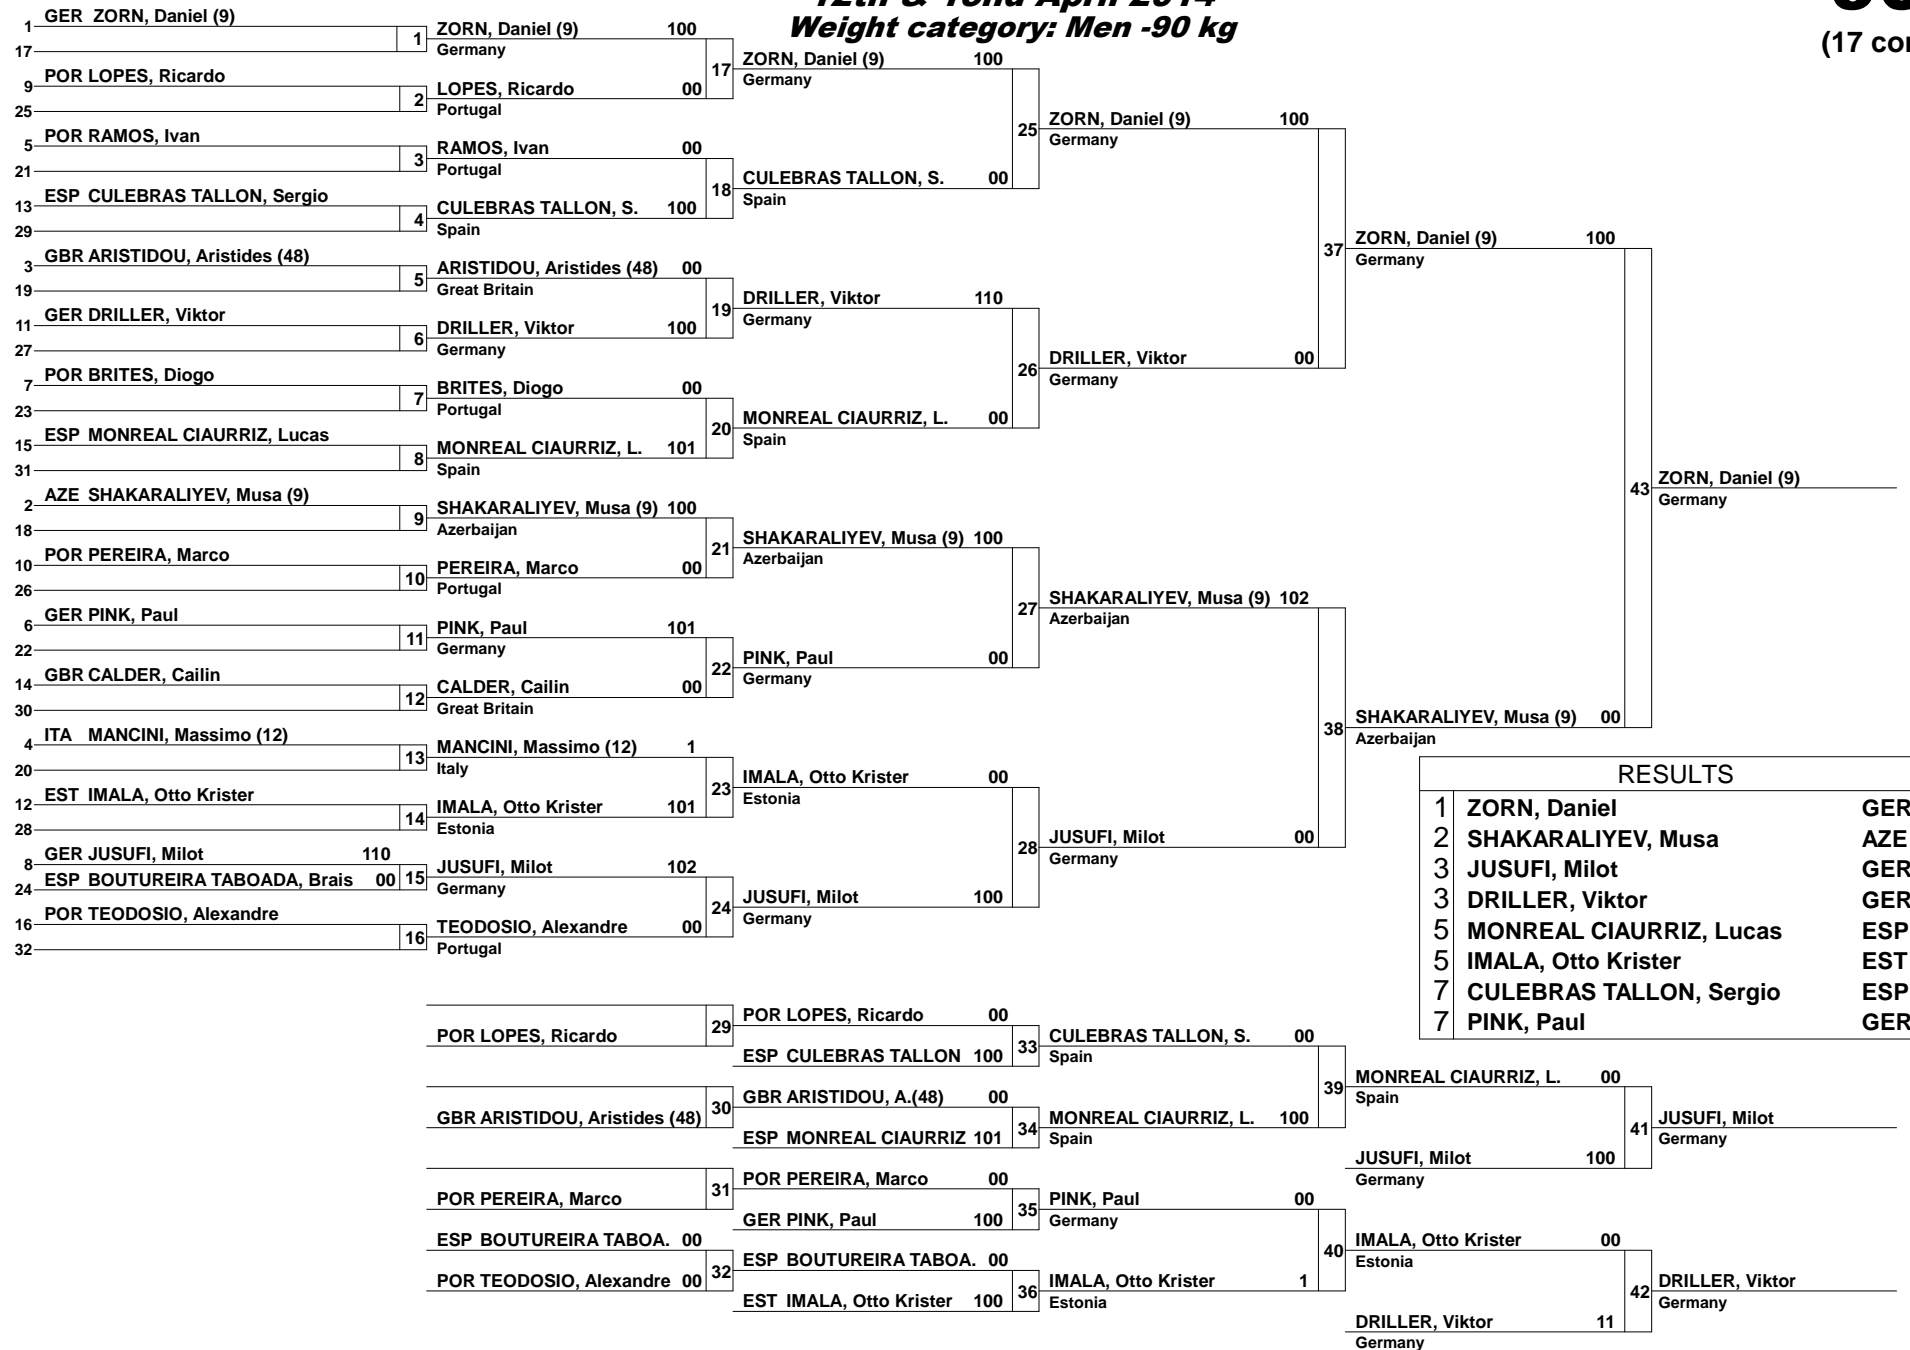 Weight category: Men -90 kg
1 GER ZORN, Daniel (9)
17
1
9 POR LOPES, Ricardo
25
2
5 POR RAMOS, Ivan
21
3
13 ESP CULEBRAS TALLON, Sergio
29
4
3 GBR ARISTIDOU, Aristides (48)
19
5
11 GER DRILLER, Viktor
27
6
7 POR BRITES, Diogo
23
7
15 ESP MONREAL CIAURRIZ, Lucas
31
8
2 AZE SHAKARALIYEV, Musa (9)
18
9
10 POR PEREIRA, Marco
26
10
6 GER PINK, Paul
22
11
14 GBR CALDER, Cailin
30
12
4 ITA MANCINI, Massimo (12)
20
13
12 EST IMALA, Otto Krister
28
14
8 GER JUSUFI, Milot 110
24 ESP BOUTUREIRA TABOADA, Brais 00
15
16 POR TEODOSIO, Alexandre
32
16
ZORN, Daniel (9) 100
Germany
17
LOPES, Ricardo 00
Portugal
RAMOS, Ivan 00
Portugal
18
CULEBRAS TALLON, S. 100
Spain
ARISTIDOU, Aristides (48) 00
Great Britain
19
DRILLER, Viktor 100
Germany
BRITES, Diogo 00
Portugal
20
MONREAL CIAURRIZ, L. 101
Spain
SHAKARALIYEV, Musa (9) 100
Azerbaijan
21
PEREIRA, Marco 00
Portugal
PINK, Paul 101
Germany
22
CALDER, Cailin 00
Great Britain
MANCINI, Massimo (12) 1
Italy
23
IMALA, Otto Krister 101
Estonia
JUSUFI, Milot 102
Germany
24
TEODOSIO, Alexandre 00
Portugal
ZORN, Daniel (9) 100
Germany
25
CULEBRAS TALLON, S. 00
Spain
DRILLER, Viktor 110
Germany
26
MONREAL CIAURRIZ, L. 00
Spain
SHAKARALIYEV, Musa (9) 100
Azerbaijan
27
PINK, Paul 00
Germany
IMALA, Otto Krister 00
Estonia
28
JUSUFI, Milot 100
Germany
ZORN, Daniel (9) 100
Germany
37
DRILLER, Viktor 00
Germany
SHAKARALIYEV, Musa (9) 102
Azerbaijan
38
JUSUFI, Milot 00
Germany
ZORN, Daniel (9) 100
Germany
43
SHAKARALIYEV, Musa (9) 00
Azerbaijan
ZORN, Daniel (9)
Germany
RESULTS
1 ZORN, Daniel GER
2 SHAKARALIYEV, Musa AZE
3 JUSUFI, Milot GER
3 DRILLER, Viktor GER
5 MONREAL CIAURRIZ, Lucas ESP
5 IMALA, Otto Krister EST
7 CULEBRAS TALLON, Sergio ESP
7 PINK, Paul GER
POR LOPES, Ricardo
29
GBR ARISTIDOU, Aristides (48)
30
POR PEREIRA, Marco
31
ESP BOUTUREIRA TABOA. 00
32
POR TEODOSIO, Alexandre 00
POR LOPES, Ricardo 00
33
ESP CULEBRAS TALLON 100
GBR ARISTIDOU, A.(48) 00
34
ESP MONREAL CIAURRIZ 101
POR PEREIRA, Marco 00
35
GER PINK, Paul 100
ESP BOUTUREIRA TABOA. 00
36
EST IMALA, Otto Krister 100
CULEBRAS TALLON, S. 00
Spain
39
MONREAL CIAURRIZ, L. 100
Spain
PINK, Paul 00
Germany
40
IMALA, Otto Krister 1
Estonia
MONREAL CIAURRIZ, L. 00
Spain
41
JUSUFI, Milot 100
Germany
IMALA, Otto Krister 00
Estonia
42
DRILLER, Viktor 11
Germany
JUSUFI, Milot
Germany
DRILLER, Viktor
Germany
(17